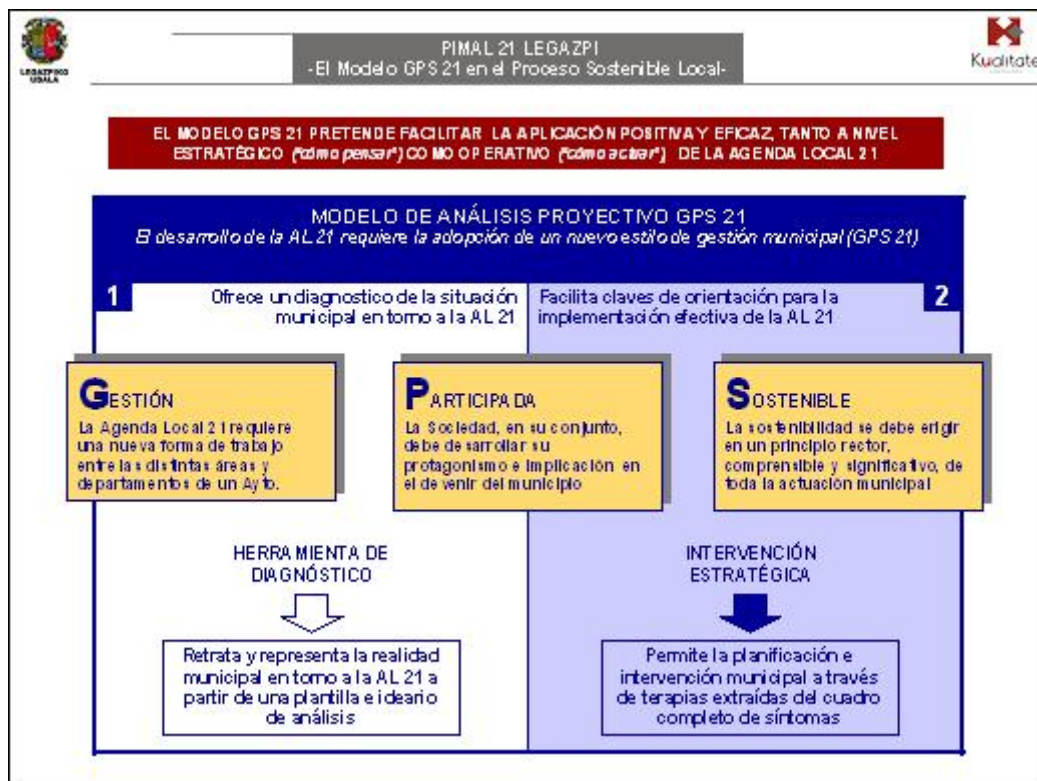 LEGAZPIKO
UDALA
PIMAL 21 LEGAZPI
-El Modelo GPS 21 en el Proceso Sostenible Local-
Kualitate
EL MODELO GPS 21 PRETENDE FACILITAR LA APLICACIÓN POSITIVA Y EFICAZ, TANTO A NIVEL
ESTRATÉGICO ("cómo pensar") COMO OPERATIVO ("cómo actuar") DE LA AGENDA LOCAL 21
MODELO DE ANÁLISIS PROYECTIVO GPS 21
El desarrollo de la AL 21 requiere la adopción de un nuevo estilo de gestión municipal (GPS 21)
1
Ofrece un diagnostico de la situación
municipal en torno a la AL 21
Facilita claves de orientación para la
implementación efectiva de la AL 21
2
GESTIÓN
La Agenda Local 21 requiere
una nueva forma de trabajo
entre las distintas áreas y
departamentos de un Ayto.
PARTICIPADA
La Sociedad, en su conjunto,
debe desarrollar su
protagonismo e implicación en
el devenir del municipio
SOSTENIBLE
La sostenibilidad se debe erigir
en un principio rector,
comprensible y significativo, de
toda la actuación municipal
HERRAMIENTA DE
DIAGNÓSTICO
Retrata y representa la realidad
municipal en torno a la AL 21 a
partir de una plantilla e ideario
de análisis
INTERVENCIÓN
ESTRATÉGICA
Permite la planificación e
intervención municipal a través
de terapias extraídas del cuadro
completo de síntomas